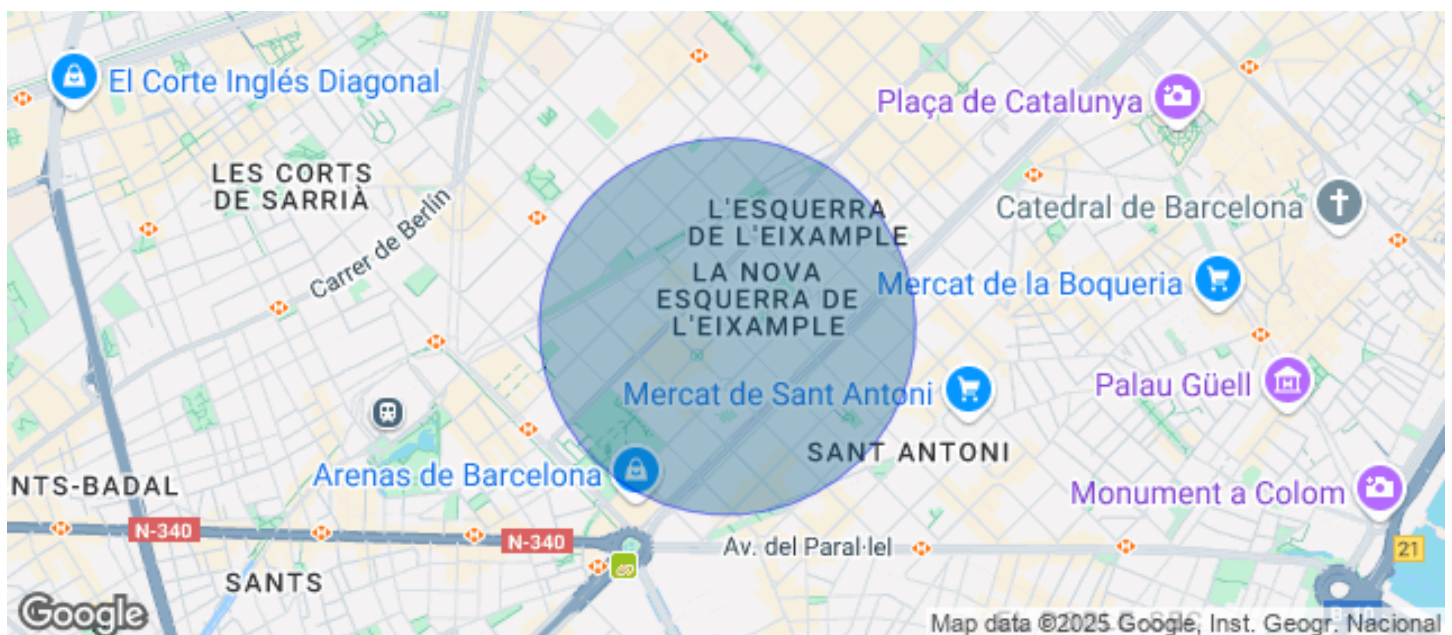 El Corte Inglés Diagonal
Plaça de Catalunya
LES CORTS
DE SARRIÀ
Carrer de Berlín
L'ESQUERRA
DE L'EIXAMPLE
Catedral de Barcelona
LA NOVA
ESQUERRA DE
L'EIXAMPLE
Mercat de la Boqueria
Mercat de Sant Antoni
Palau Güell
SANT ANTONI
Arenas de Barcelona
NTS-BADAL
Monument a Colom
N-340
N-340
Av. del Paral·lel
21
SANTS
B-10
Google
Map data ©2025 Google, Inst. Geogr. Nacional